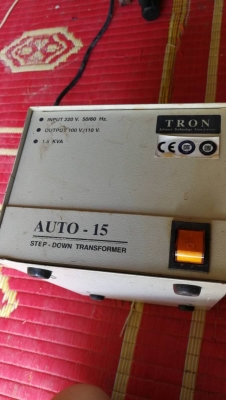 INPUT 220 V. 50/60 Hz.
OUTPUT 100 V./110 V.
1.5 KVA
TRON
CE
AUTO - 15
STEP - DOWN TRANSFORMER